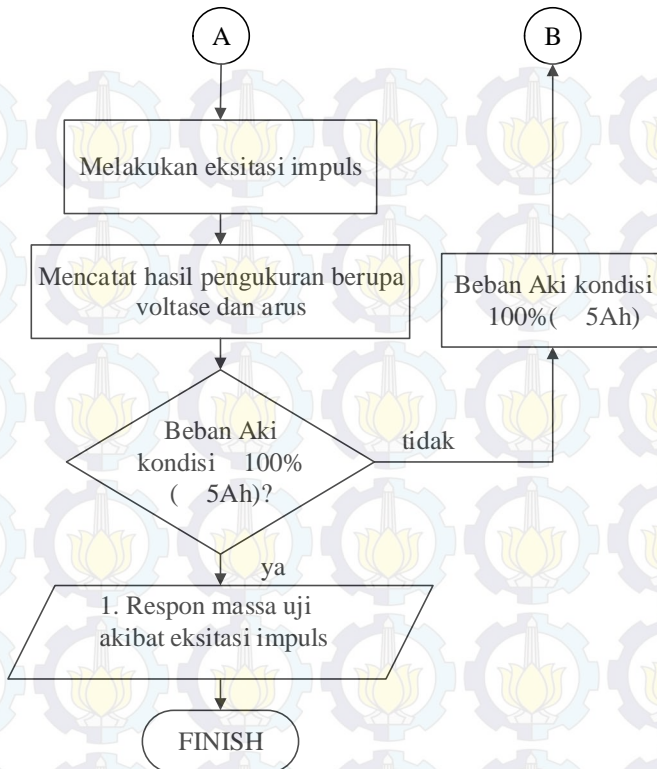 A
B
Melakukan eksitasi impuls
Mencatat hasil pengukuran berupa
voltase dan arus
Beban Aki kondisi
100%( 5Ah)
Beban Aki
kondisi 100%
( 5Ah)?
tidak
ya
1. Respon massa uji
akibat eksitasi impuls
FINISH